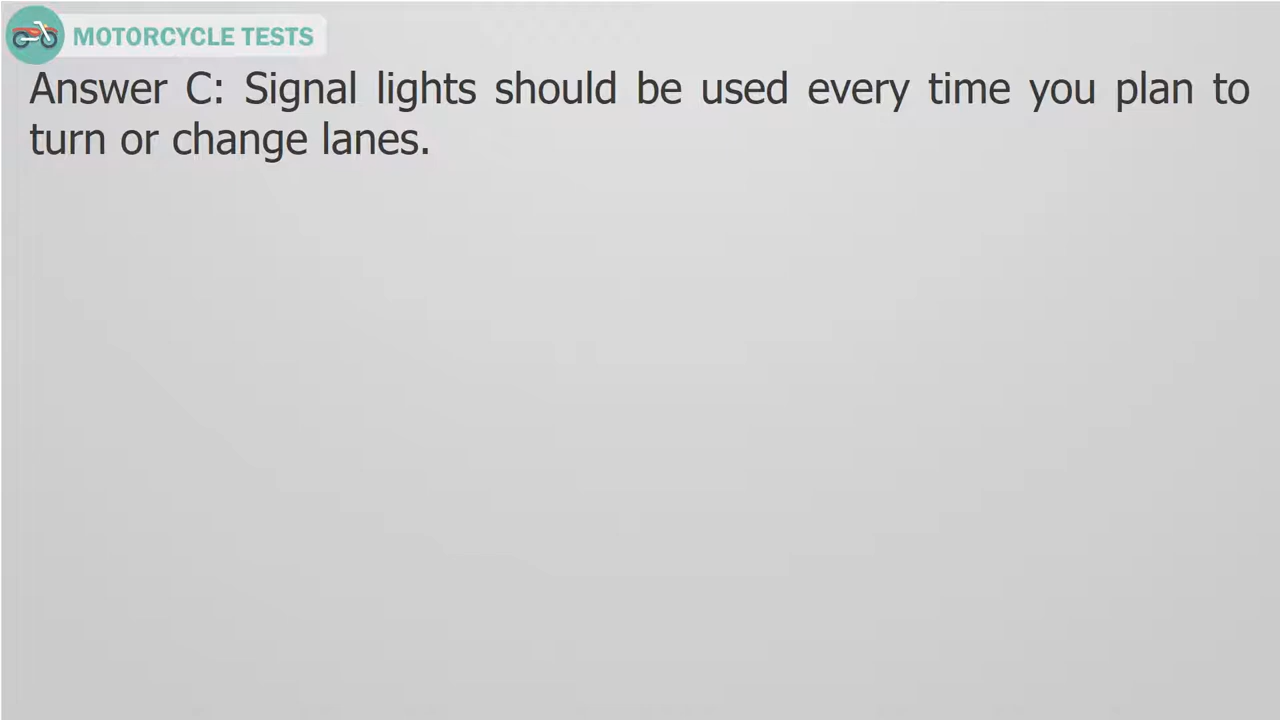 MOTORCYCLE TESTS
Answer C: Signal lights should be used every time you plan to
turn or change lanes.